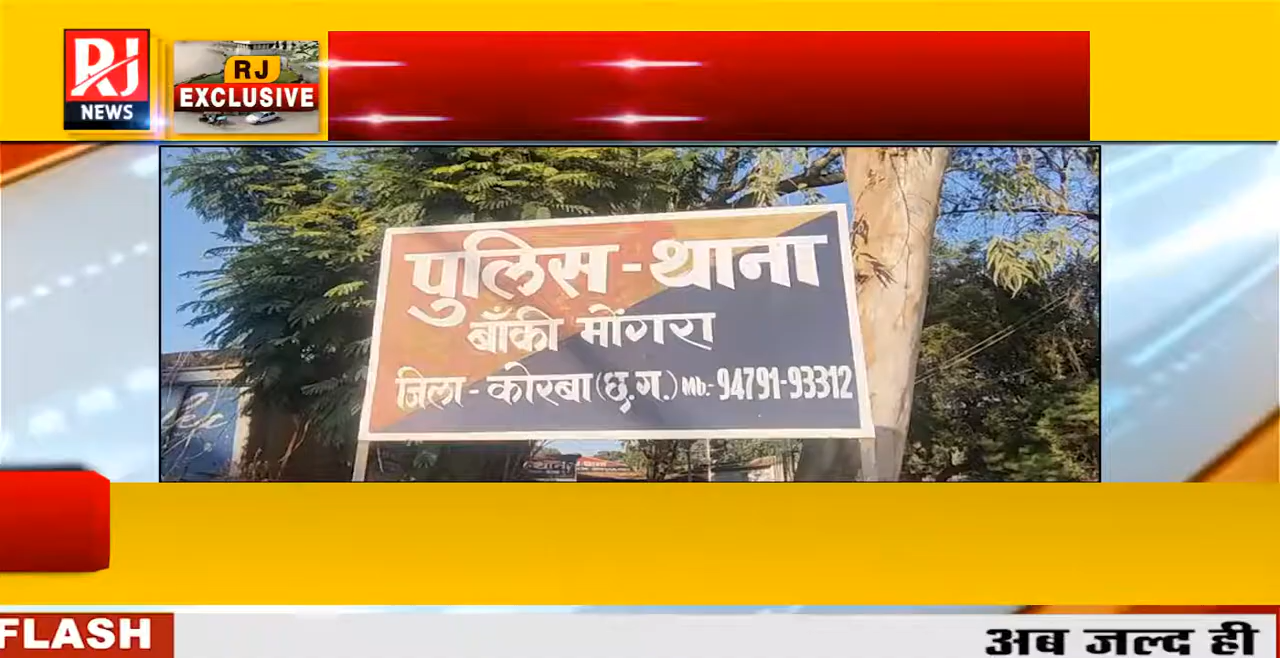 RJ
NEWS
RJ
EXCLUSIVE
पुलिस - थाना
बाँकी मोंगरा
जिला - कोरबा (छ.ग.) Mb:- 94791-93312
FLASH
अब जल्द ही